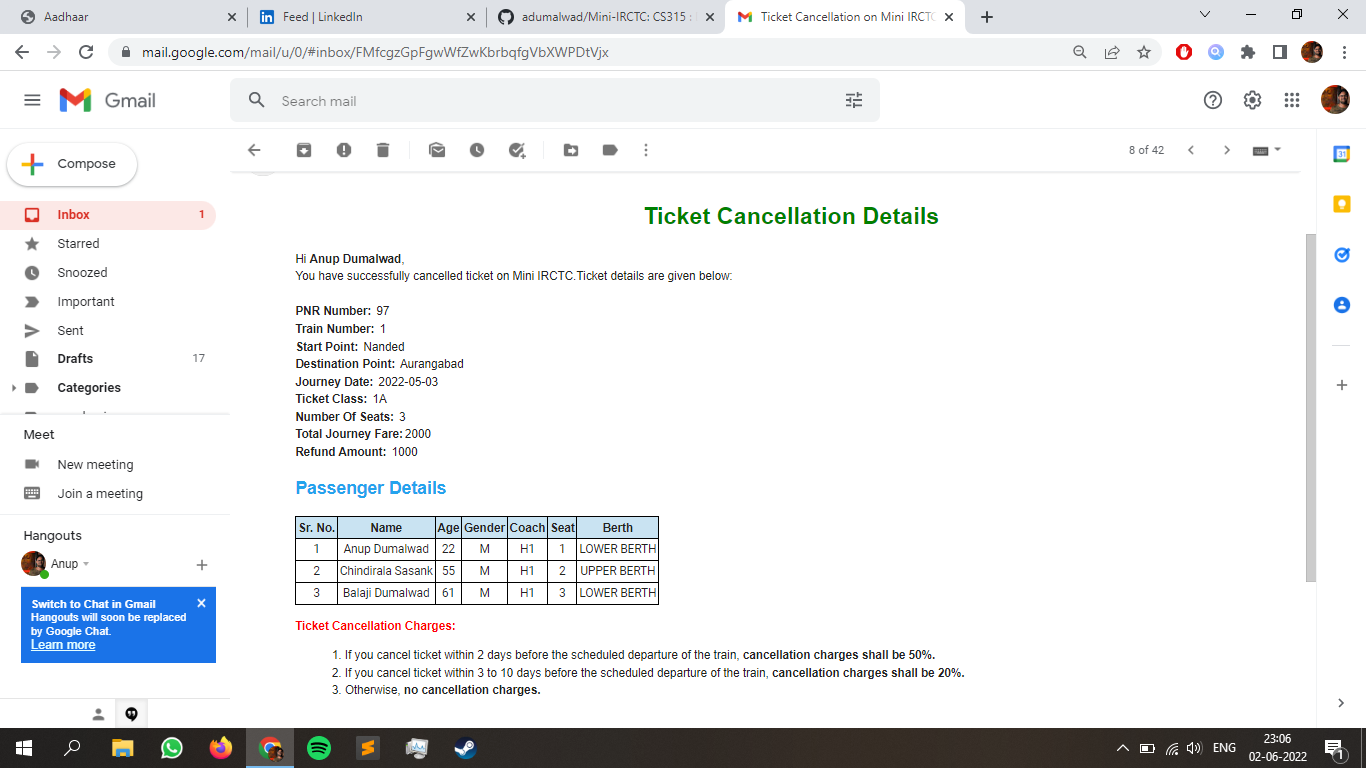 Aadhaar
Feed | LinkedIn
adumalwad/Mini-IRCTC: CS315 :
Ticket Cancellation on Mini IRCTC
mail.google.com/mail/u/0/#inbox/FMfcgzGpFgwWfZwKbrbqfgVbXWPDtVjx
Gmail
Search mail
Compose
8 of 42
Inbox 1
Starred
Snoozed
Important
Sent
Drafts 17
Categories
Meet
New meeting
Join a meeting
Hangouts
Anup
Switch to Chat in Gmail
Hangouts will soon be replaced
by Google Chat.
Learn more
Ticket Cancellation Details
Hi Anup Dumalwad,
You have successfully cancelled ticket on Mini IRCTC.Ticket details are given below:
PNR Number: 97
Train Number: 1
Start Point: Nanded
Destination Point: Aurangabad
Journey Date: 2022-05-03
Ticket Class: 1A
Number Of Seats: 3
Total Journey Fare: 2000
Refund Amount: 1000
Passenger Details
Sr. No. Name Age Gender Coach Seat Berth
1 Anup Dumalwad 22 M H1 1 LOWER BERTH
2 Chindirala Sasank 55 M H1 2 UPPER BERTH
3 Balaji Dumalwad 61 M H1 3 LOWER BERTH
Ticket Cancellation Charges:
1. If you cancel ticket within 2 days before the scheduled departure of the train, cancellation charges shall be 50%.
2. If you cancel ticket within 3 to 10 days before the scheduled departure of the train, cancellation charges shall be 20%.
3. Otherwise, no cancellation charges.
31
ENG
23:06
02-06-2022
1